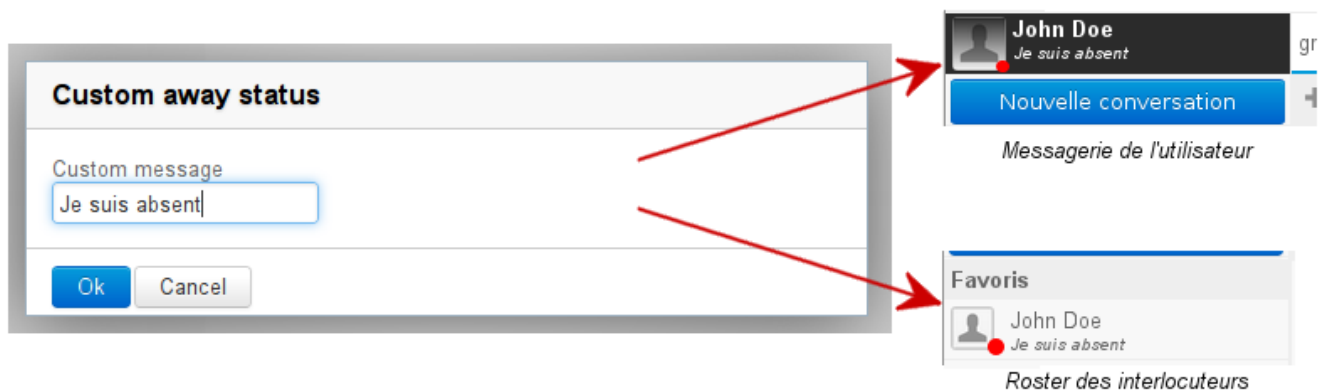 Custom away status
Custom message
Je suis absent
Ok
Cancel
John Doe
Je suis absent
gr
Nouvelle conversation
Messagerie de l'utilisateur
Favoris
John Doe
Je suis absent
Roster des interlocuteurs